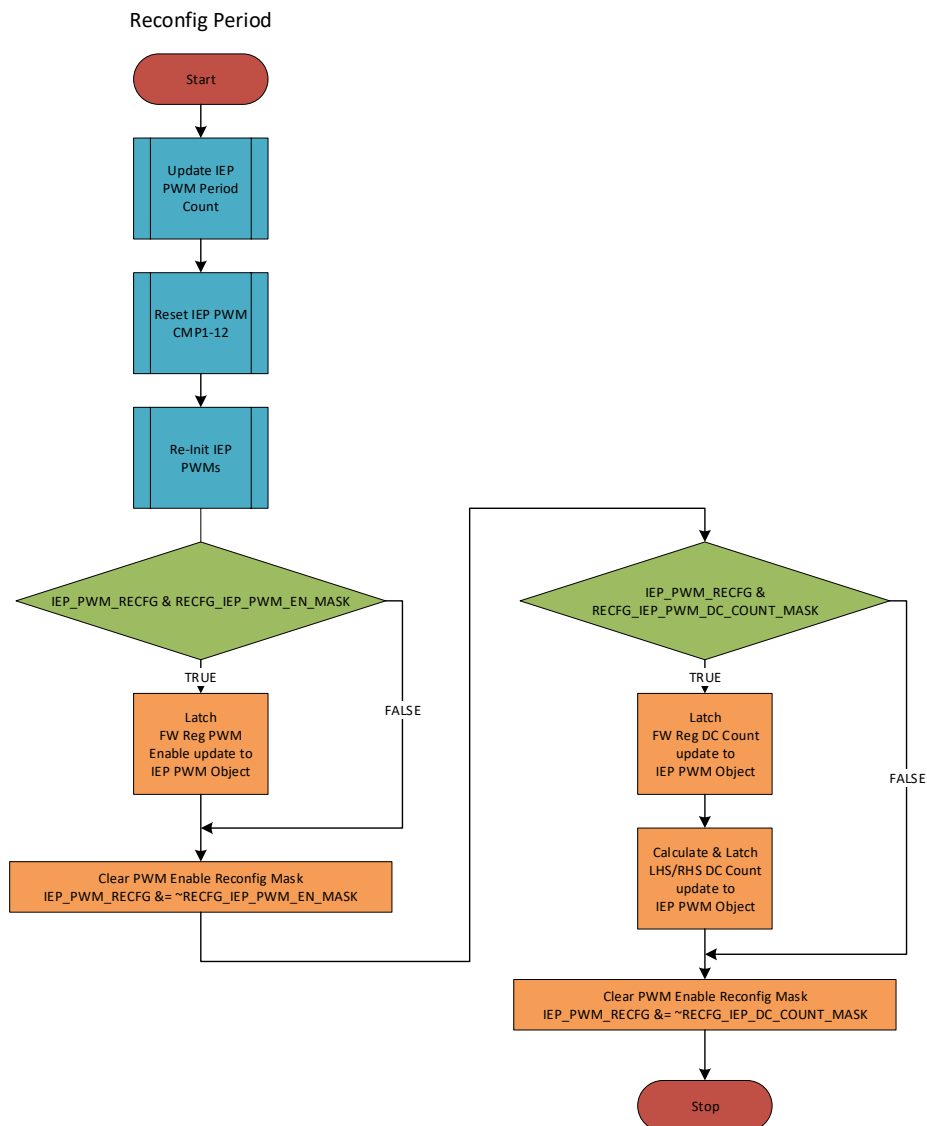 Reconfig Period
Start
Update IEP
PWM Period
Count
Reset IEP PWM
CMP1-12
Re-Init IEP
PWMs
IEP_PWM_RECFG & RECFG_IEP_PWM_EN_MASK
TRUE
FALSE
Latch
FW Reg PWM
Enable update to
IEP PWM Object
Clear PWM Enable Reconfig Mask
IEP_PWM_RECFG &= ~RECFG_IEP_PWM_EN_MASK
IEP_PWM_RECFG &
RECFG_IEP_PWM_DC_COUNT_MASK
TRUE
FALSE
Latch
FW Reg DC Count
update to
IEP PWM Object
Calculate & Latch
LHS/RHS DC Count
update to
IEP PWM Object
Clear PWM Enable Reconfig Mask
IEP_PWM_RECFG &= ~RECFG_IEP_DC_COUNT_MASK
Stop